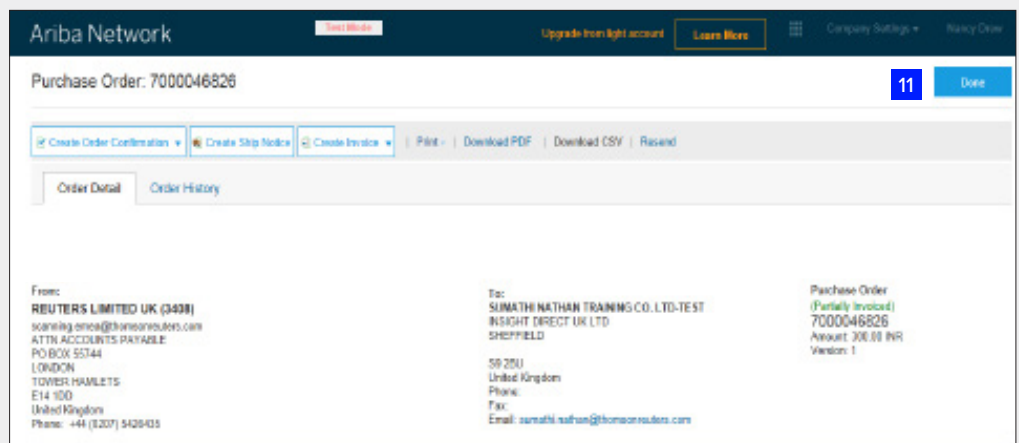 Ariba Network
Test Mode
Upgrade from light account
Learn More
Company Settings
Nancy Drew
Purchase Order: 7000046826
11
Done
Create Order Confirmation
Create Ship Notice
Create Invoice
| Print - | Download PDF | Download CSV | Resend
Order Detail
Order History
From:
REUTERS LIMITED UK (3408)
scanning.emea@thomsonreuters.com
ATTN ACCOUNTS PAYABLE
PO BOX 55744
LONDON
TOWER HAMLETS
E14 1DD
United Kingdom
Phone: +44 (0207) 5428435
To:
SUMATHI NATHAN TRAINING CO. LTD-TEST
INSIGHT DIRECT UK LTD
SHEFFIELD
S9 2BU
United Kingdom
Phone:
Fax:
Email: sumathi.nathan@thomsonreuters.com
Purchase Order
(Partially Invoiced)
7000046826
Amount: 300.00 INR
Version: 1